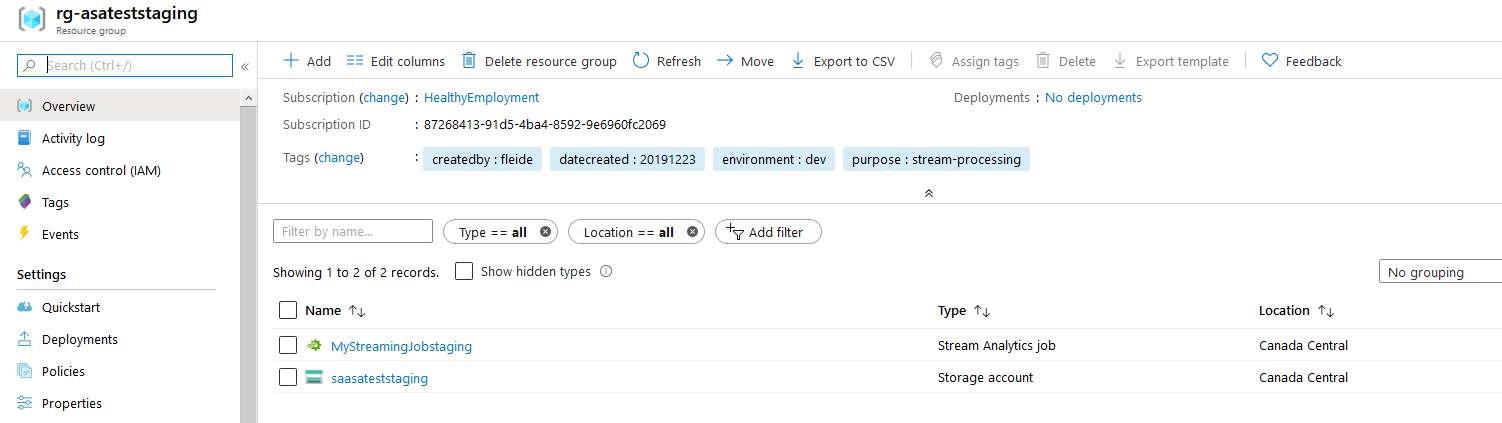 rg-asateststaging
Resource group
Search (Ctrl+/)
«
Overview
Activity log
Access control (IAM)
Tags
Events
Settings
Quickstart
Deployments
Policies
Properties
Add Edit columns Delete resource group Refresh Move Export to CSV Assign tags Delete Export template Feedback
Subscription (change) : HealthyEmployment Deployments : No deployments
Subscription ID : 87268413-91d5-4ba4-8592-9e6960fc2069
Tags (change) : createdby : fleide datecreated : 20191223 environment : dev purpose : stream-processing
Filter by name... Type == all Location == all Add filter
Showing 1 to 2 of 2 records. Show hidden types No grouping
Name Type Location
MyStreamingJobstaging Stream Analytics job Canada Central
saasateststaging Storage account Canada Central